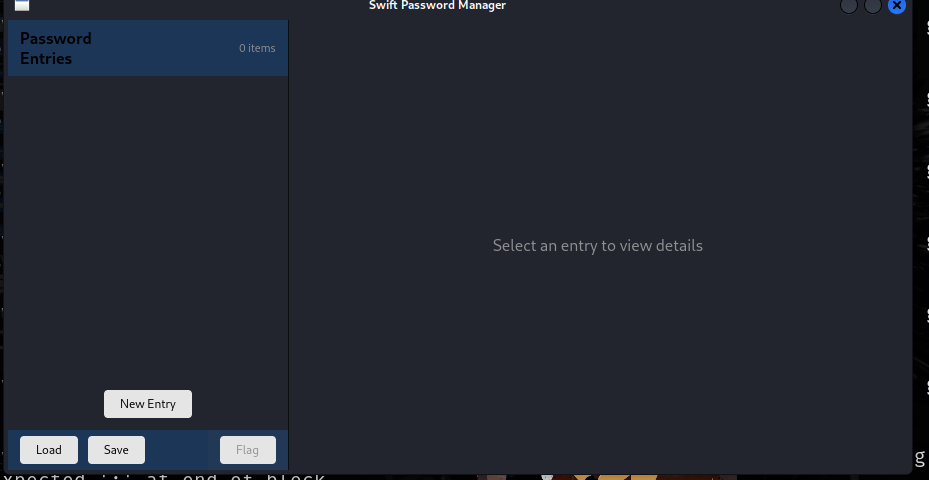 Swift Password Manager
Password
Entries
0 items
Select an entry to view details
New Entry
Load
Save
Flag
g
xpected ':' at end of block